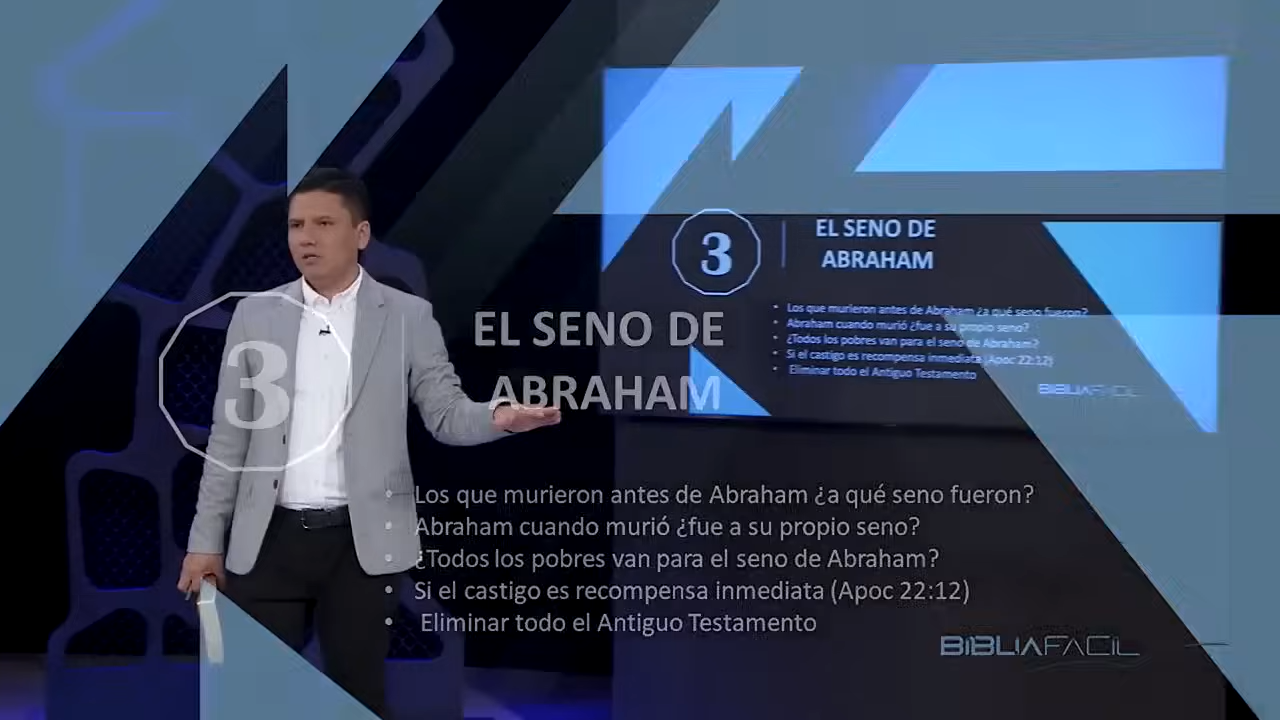 3
EL SENO DE
ABRAHAM
• Los que murieron antes de Abraham ¿a qué seno fueron?
• Abraham cuando murió ¿fue a su propio seno?
• ¿Todos los pobres van para el seno de Abraham?
• Si el castigo es recompensa inmediata (Apoc 22:12)
• Eliminar todo el Antiguo Testamento
BIBLIAFACIL
3
EL SENO DE
ABRAHAM
• Los que murieron antes de Abraham ¿a qué seno fueron?
• Abraham cuando murió ¿fue a su propio seno?
• ¿Todos los pobres van para el seno de Abraham?
• Si el castigo es recompensa inmediata (Apoc 22:12)
• Eliminar todo el Antiguo Testamento
BIBLIAFACIL